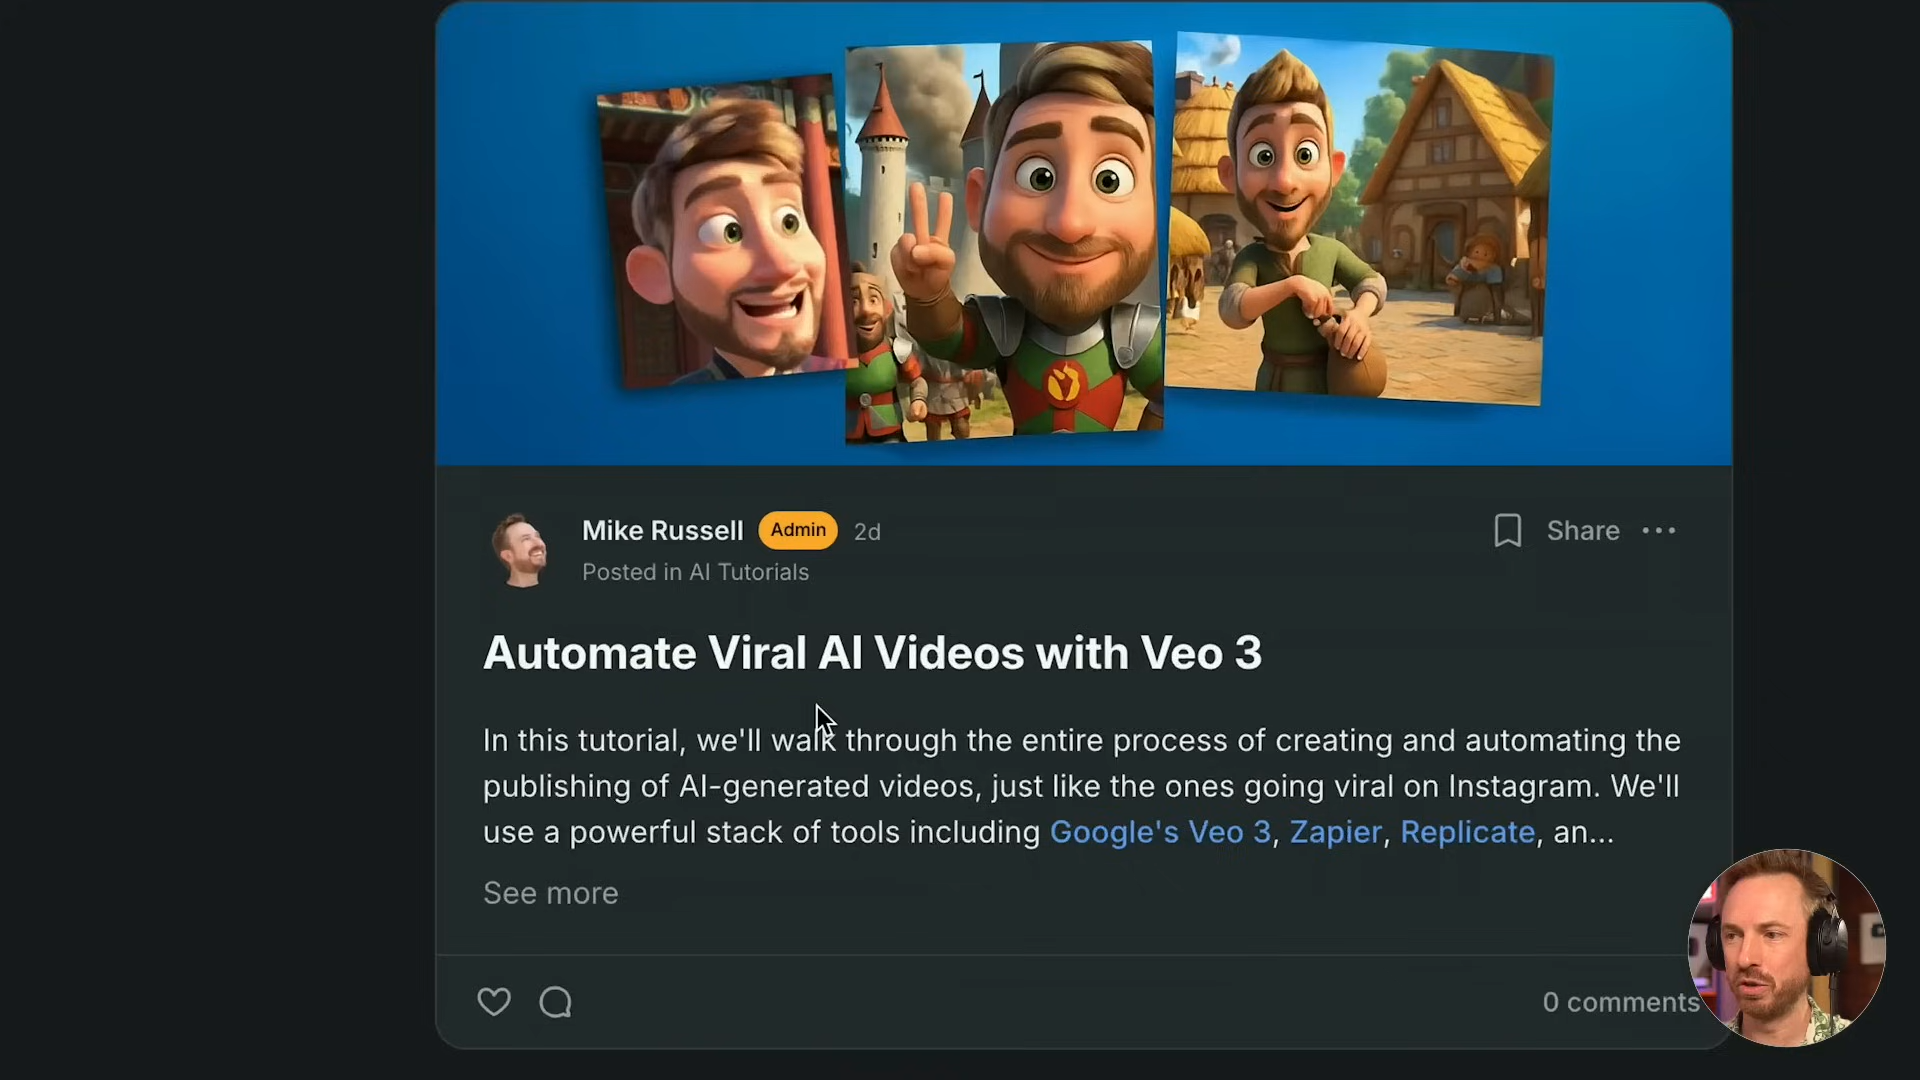 Mike Russell Admin 2d
Share
Posted in AI Tutorials
Automate Viral AI Videos with Veo 3
In this tutorial, we'll walk through the entire process of creating and automating the
publishing of AI-generated videos, just like the ones going viral on Instagram. We'll
use a powerful stack of tools including Google's Veo 3, Zapier, Replicate, an...
See more
0 comments